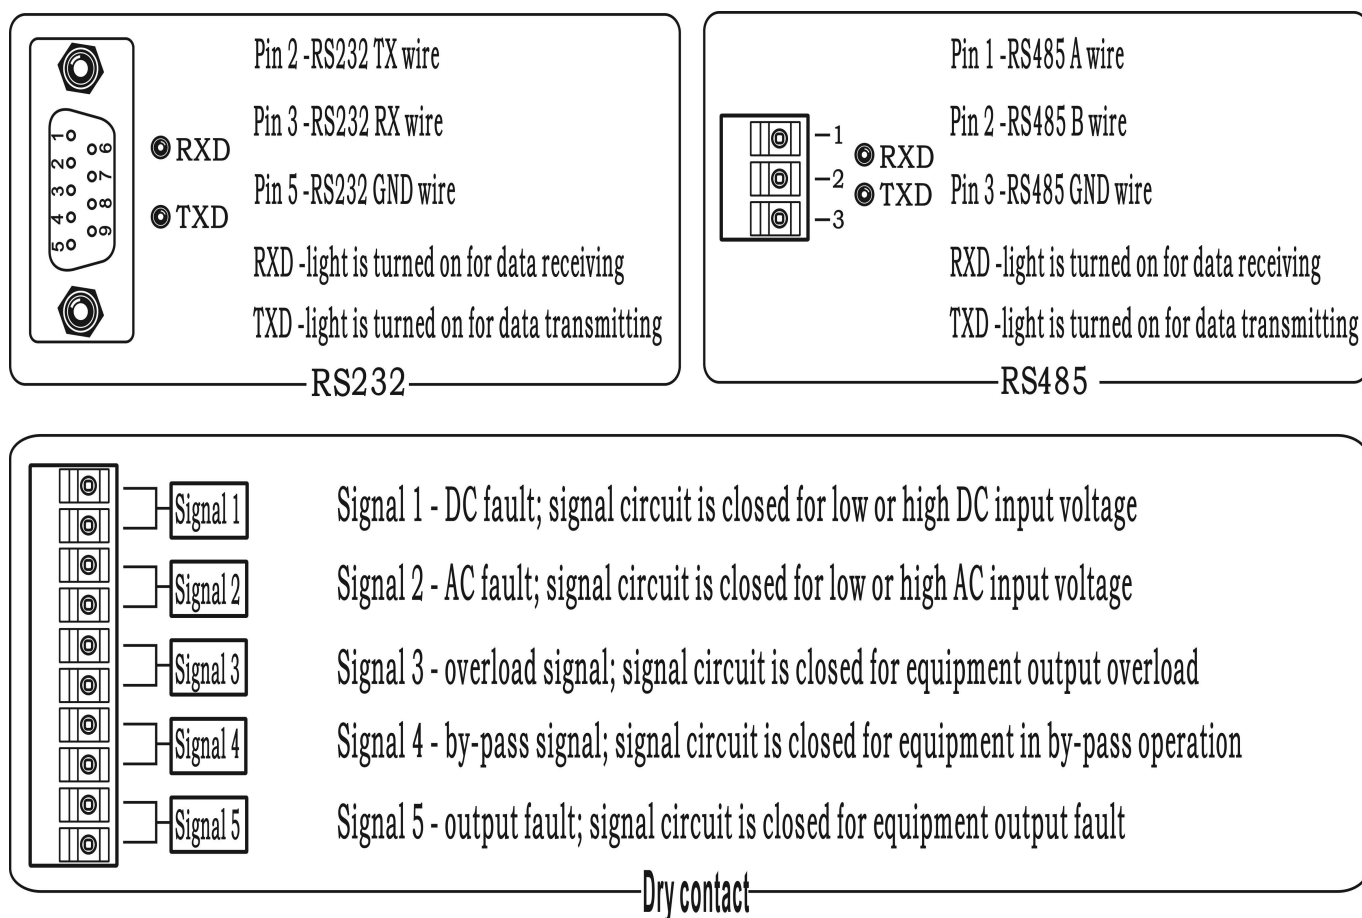 Pin 2 -RS232 TX wire
Pin 3 -RS232 RX wire
Pin 5 -RS232 GND wire
RXD -light is turned on for data receiving
TXD -light is turned on for data transmitting
1
2
3
4
5
6
7
8
9
RXD
TXD
RS232
Pin 1 -RS485 A wire
Pin 2 -RS485 B wire
Pin 3 -RS485 GND wire
RXD -light is turned on for data receiving
TXD -light is turned on for data transmitting
-1
-2
-3
RXD
TXD
RS485
Signal 1
Signal 1 - DC fault; signal circuit is closed for low or high DC input voltage
Signal 2
Signal 2 - AC fault; signal circuit is closed for low or high AC input voltage
Signal 3
Signal 3 - overload signal; signal circuit is closed for equipment output overload
Signal 4
Signal 4 - by-pass signal; signal circuit is closed for equipment in by-pass operation
Signal 5
Signal 5 - output fault; signal circuit is closed for equipment output fault
Dry contact